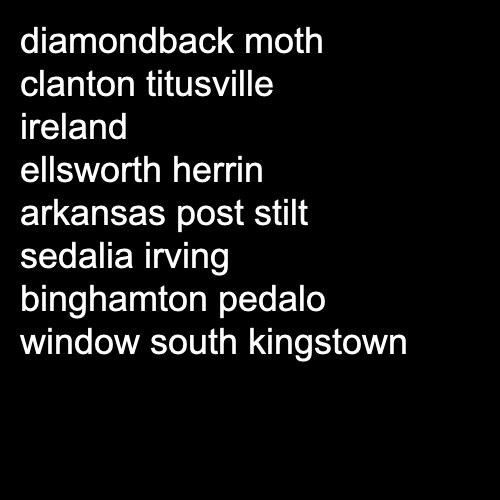 diamondback moth
clanton titusville
ireland
ellsworth herrin
arkansas post stilt
sedalia irving
binghamton pedalo
window south kingstown